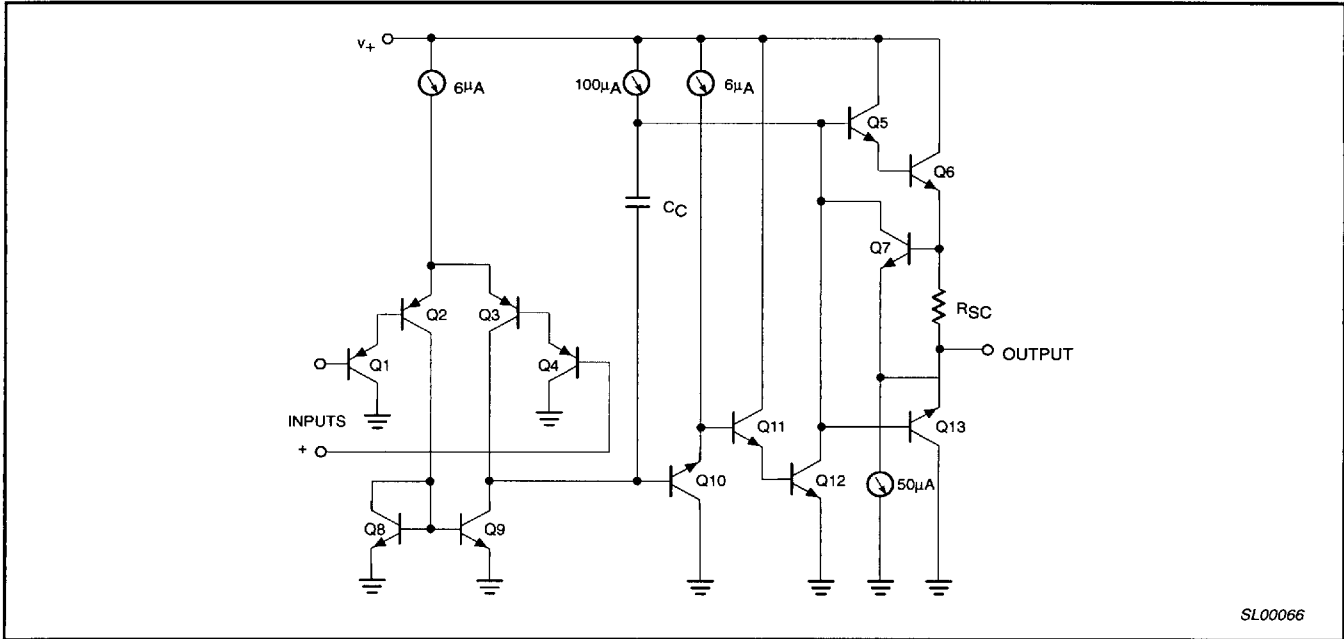 V+
6µA
100µA
6µA
Q5
Q6
CC
Q7
Q2
Q3
RSC
Q1
Q4
OUTPUT
INPUTS
Q11
Q13
+
Q10
Q12
50µA
Q8
Q9
SL00066